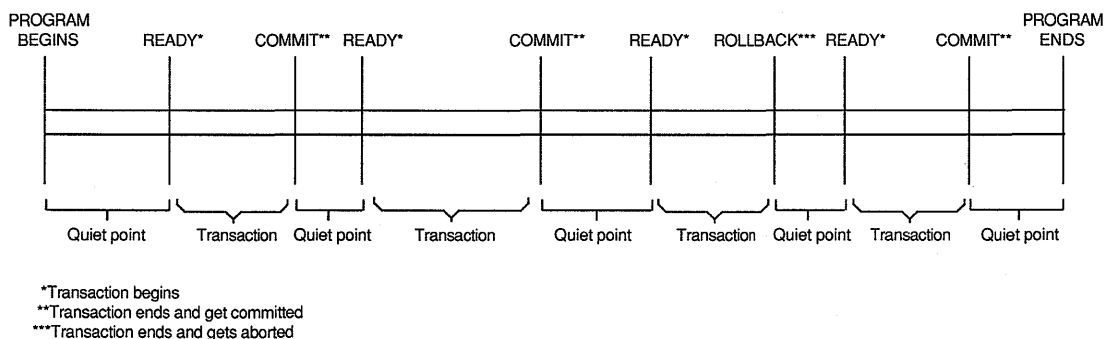 PROGRAM BEGINS
READY*
COMMIT**
READY*
COMMIT**
READY*
ROLLBACK***
READY*
COMMIT**
PROGRAM ENDS
Quiet point
Transaction
Quiet point
Transaction
Quiet point
Transaction
Quiet point
Transaction
Quiet point
*Transaction begins
**Transaction ends and get committed
***Transaction ends and gets aborted